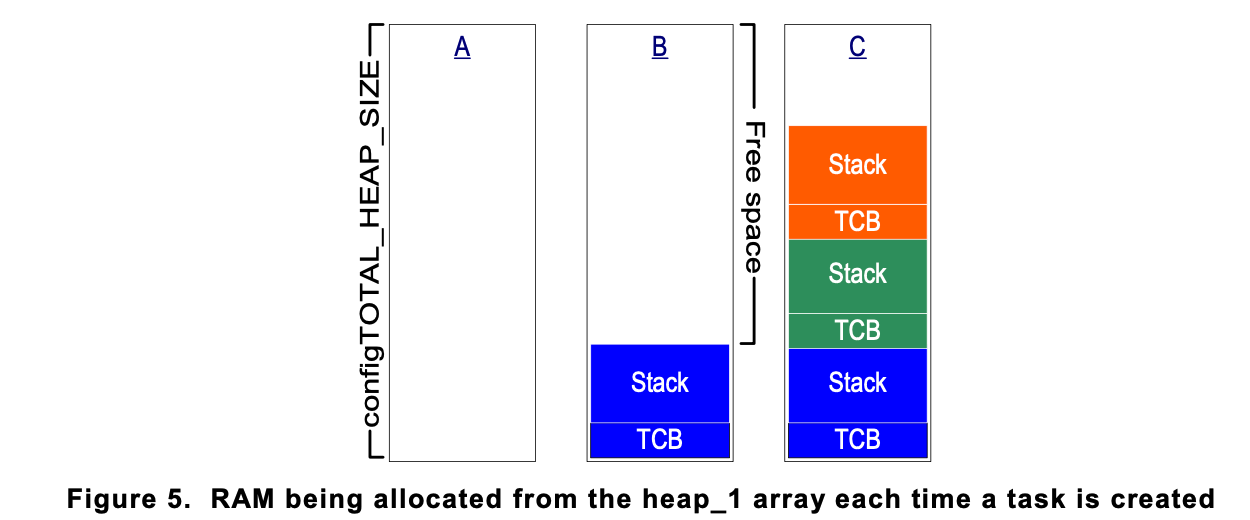 A
B
C
configTOTAL_HEAP_SIZE
Free space
Stack
TCB
Stack
TCB
Stack
TCB
Stack
TCB
Figure 5. RAM being allocated from the heap_1 array each time a task is created